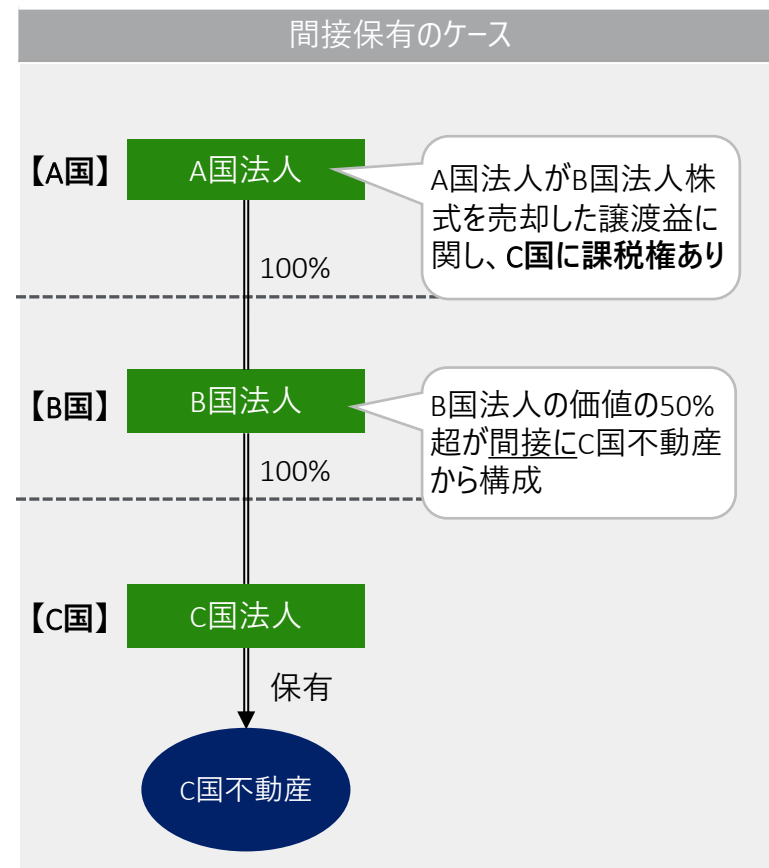 間接保有のケース
【A国】
A国法人
A国法人がB国法人株
式を売却した譲渡益に
関し、C国に課税権あり
100%
【B国】
B国法人
B国法人の価値の50%
超が間接にC国不動産
から構成
100%
【C国】
C国法人
保有
C国不動産